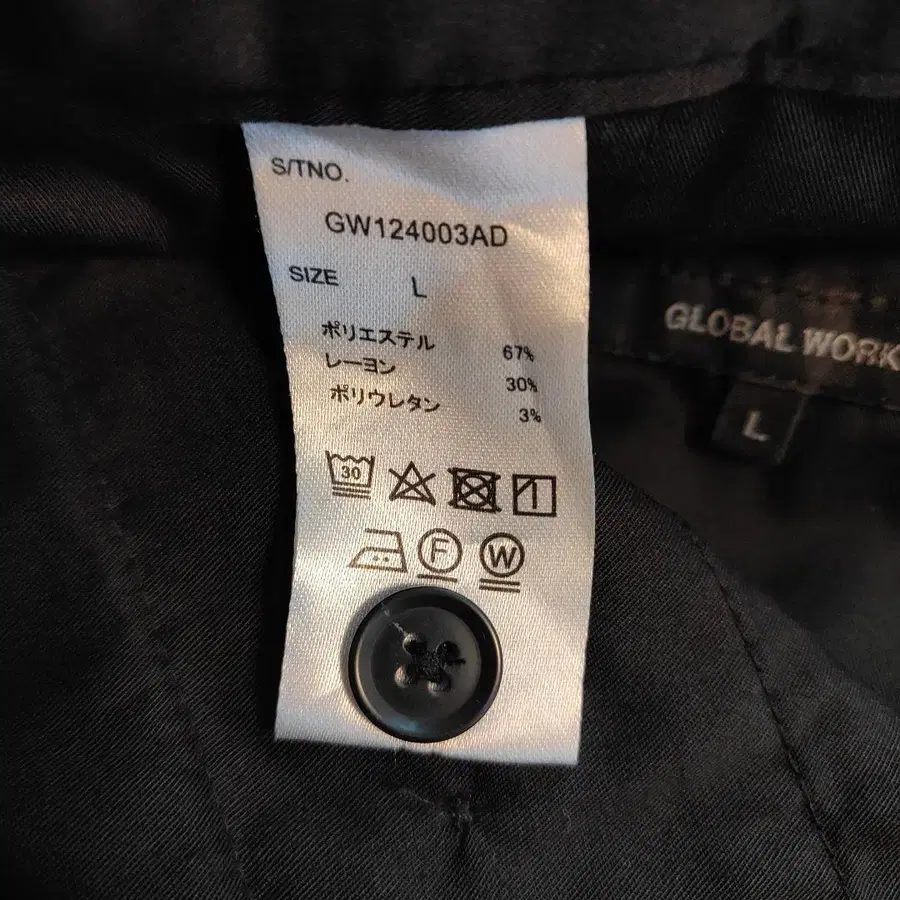 S/TNO.
GW124003AD
SIZE L
ポリエステル 67%
レーヨン 30%
ポリウレタン 3%
30
F W
GLOBAL WORK
L